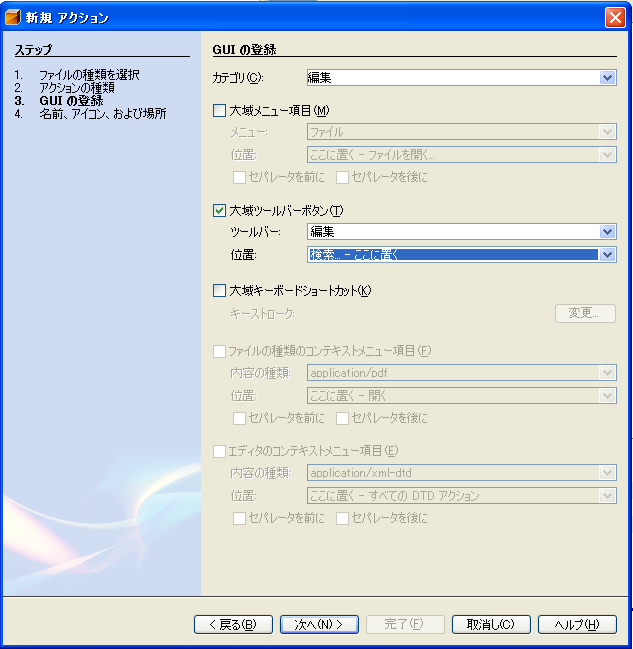 新規 アクション
ステップ
1. ファイルの種類を選択
2. アクションの種類
3. GUI の登録
4. 名前、アイコン、および場所
GUI の登録
カテゴリ(C): 編集
大域メニュー項目(M)
メニュー: ファイル
位置: ここに置く - ファイルを開く...
セパレータを前に セパレータを後に
大域ツールバーボタン(T)
ツールバー: 編集
位置: 検索... - ここに置く
大域キーボードショートカット(K)
キーストローク: 変更...
ファイルの種類のコンテキストメニュー項目(F)
内容の種類: application/pdf
位置: ここに置く - 開く
セパレータを前に セパレータを後に
エディタのコンテキストメニュー項目(E)
内容の種類: application/xml-dtd
位置: ここに置く - すべての DTD アクション
セパレータを前に セパレータを後に
< 戻る(B) 次へ(N) > 完了(F) 取消し(C) ヘルプ(H)